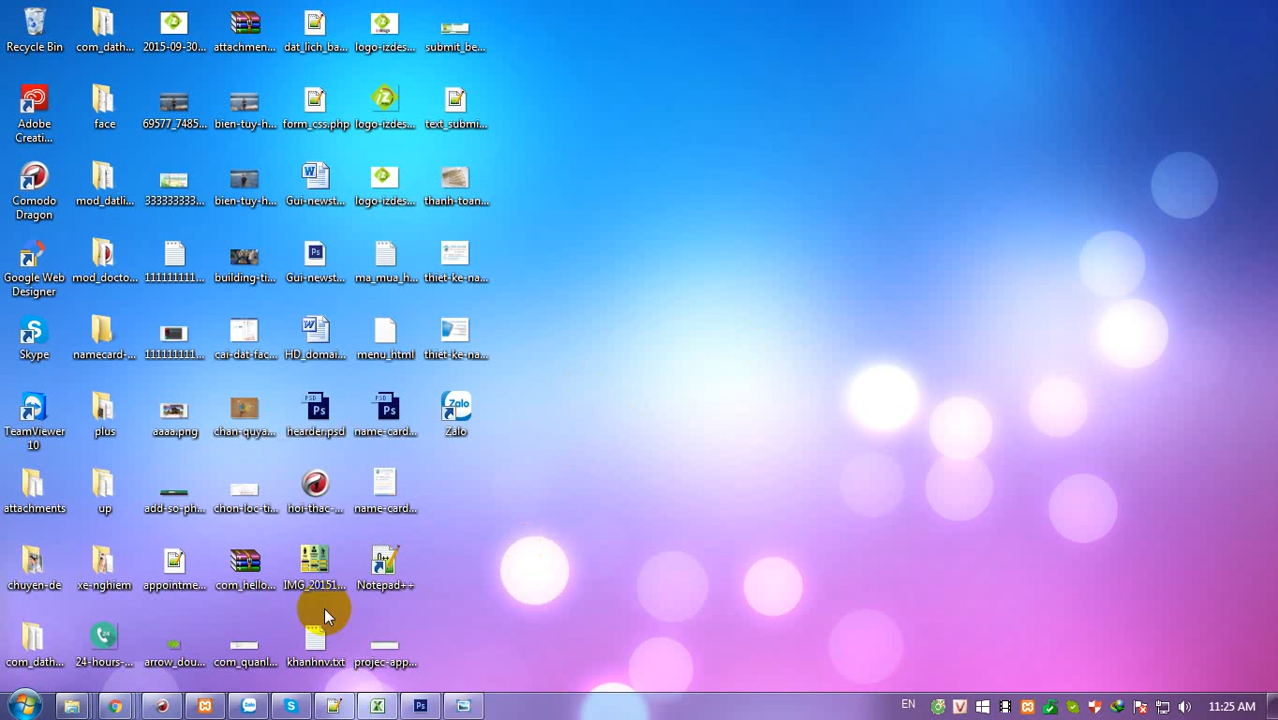 Recycle Bin
com_dath...
2015-09-30...
attachmen...
dat_lich_ba...
logo-izdes...
submit_be...
Adobe
Creati...
face
69577_7485...
bien-tuy-h...
form_css.php
logo-izdes...
text_submi...
Comodo
Dragon
mod_datli...
333333333...
bien-tuy-h...
Gui-newst...
logo-izdes...
thanh-toan...
Google Web
Designer
mod_docto...
111111111...
building-ti...
Gui-newst...
ma_mua_h...
thiet-ke-na...
Skype
namecard-...
111111111...
cai-dat-fac...
HD_domai...
menu_html
thiet-ke-na...
TeamViewer
10
plus
aaaa.png
chan-quya...
hearder.psd
name-card...
Zalo
attachments
up
add-so-ph...
chon-loc-ti...
hoi-thac-...
name-card...
chuyen-de
xe-nghiem
appointme...
com_hello...
IMG_20151...
Notepad++
com_dath...
24-hours-...
arrow_dou...
com_quanl...
khanhnv.txt
projec-app...
EN
11:25 AM